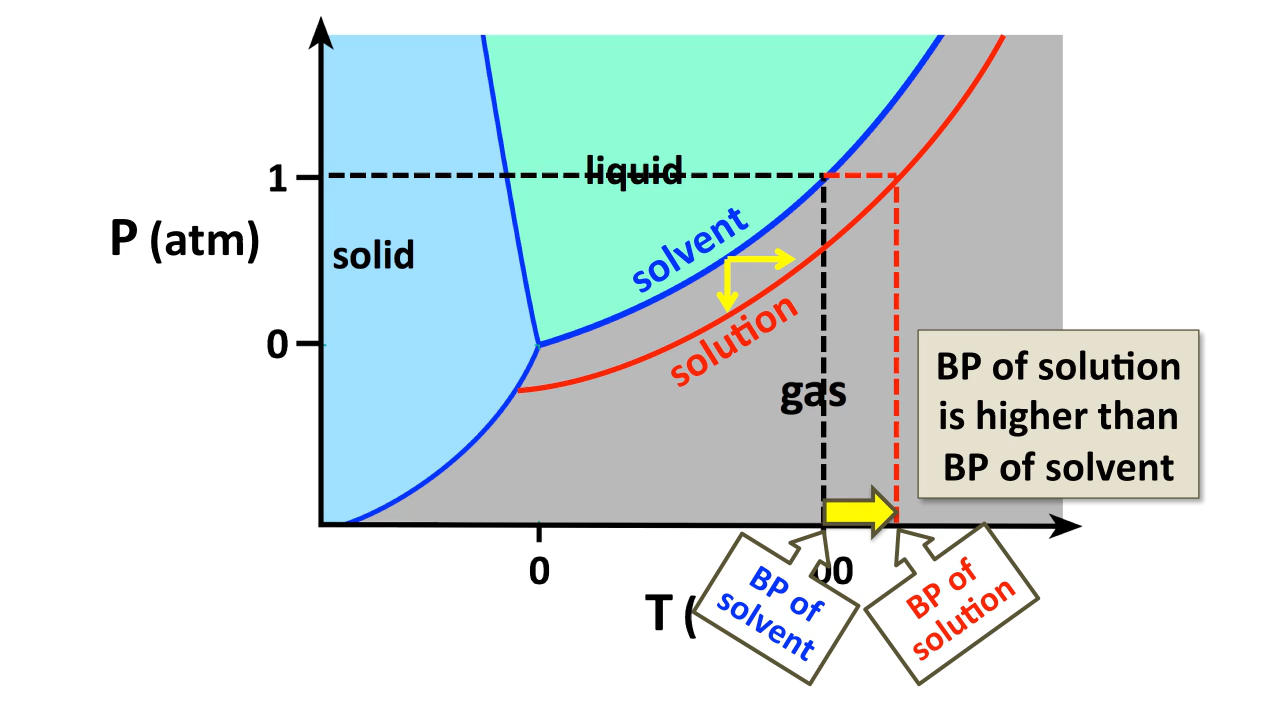 1
liquid
P (atm)
solid
solvent
0
solution
gas
BP of solution
is higher than
BP of solvent
0
00
T (
BP of
solvent
BP of
solution